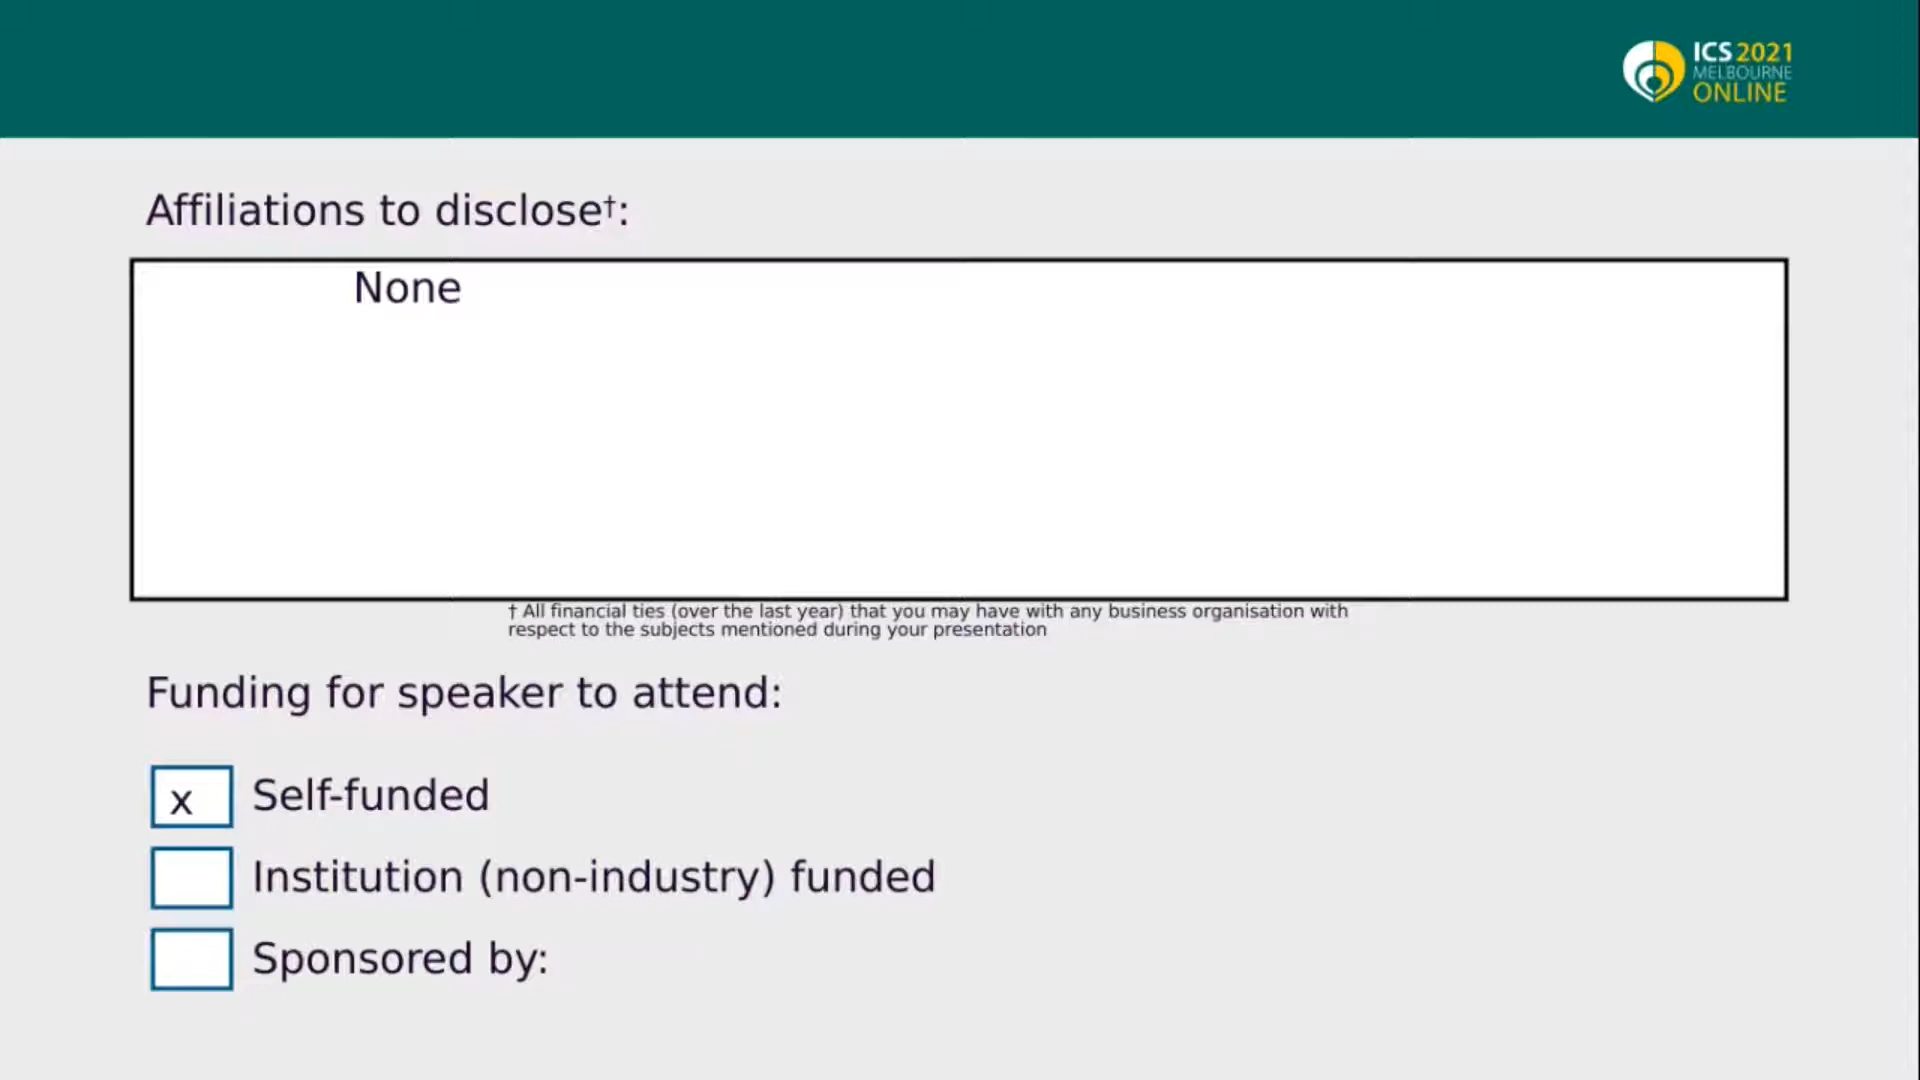 ICS 2021
MELBOURNE
ONLINE
Affiliations to disclose†:
None
† All financial ties (over the last year) that you may have with any business organisation with
respect to the subjects mentioned during your presentation
Funding for speaker to attend:
x Self-funded
Institution (non-industry) funded
Sponsored by: